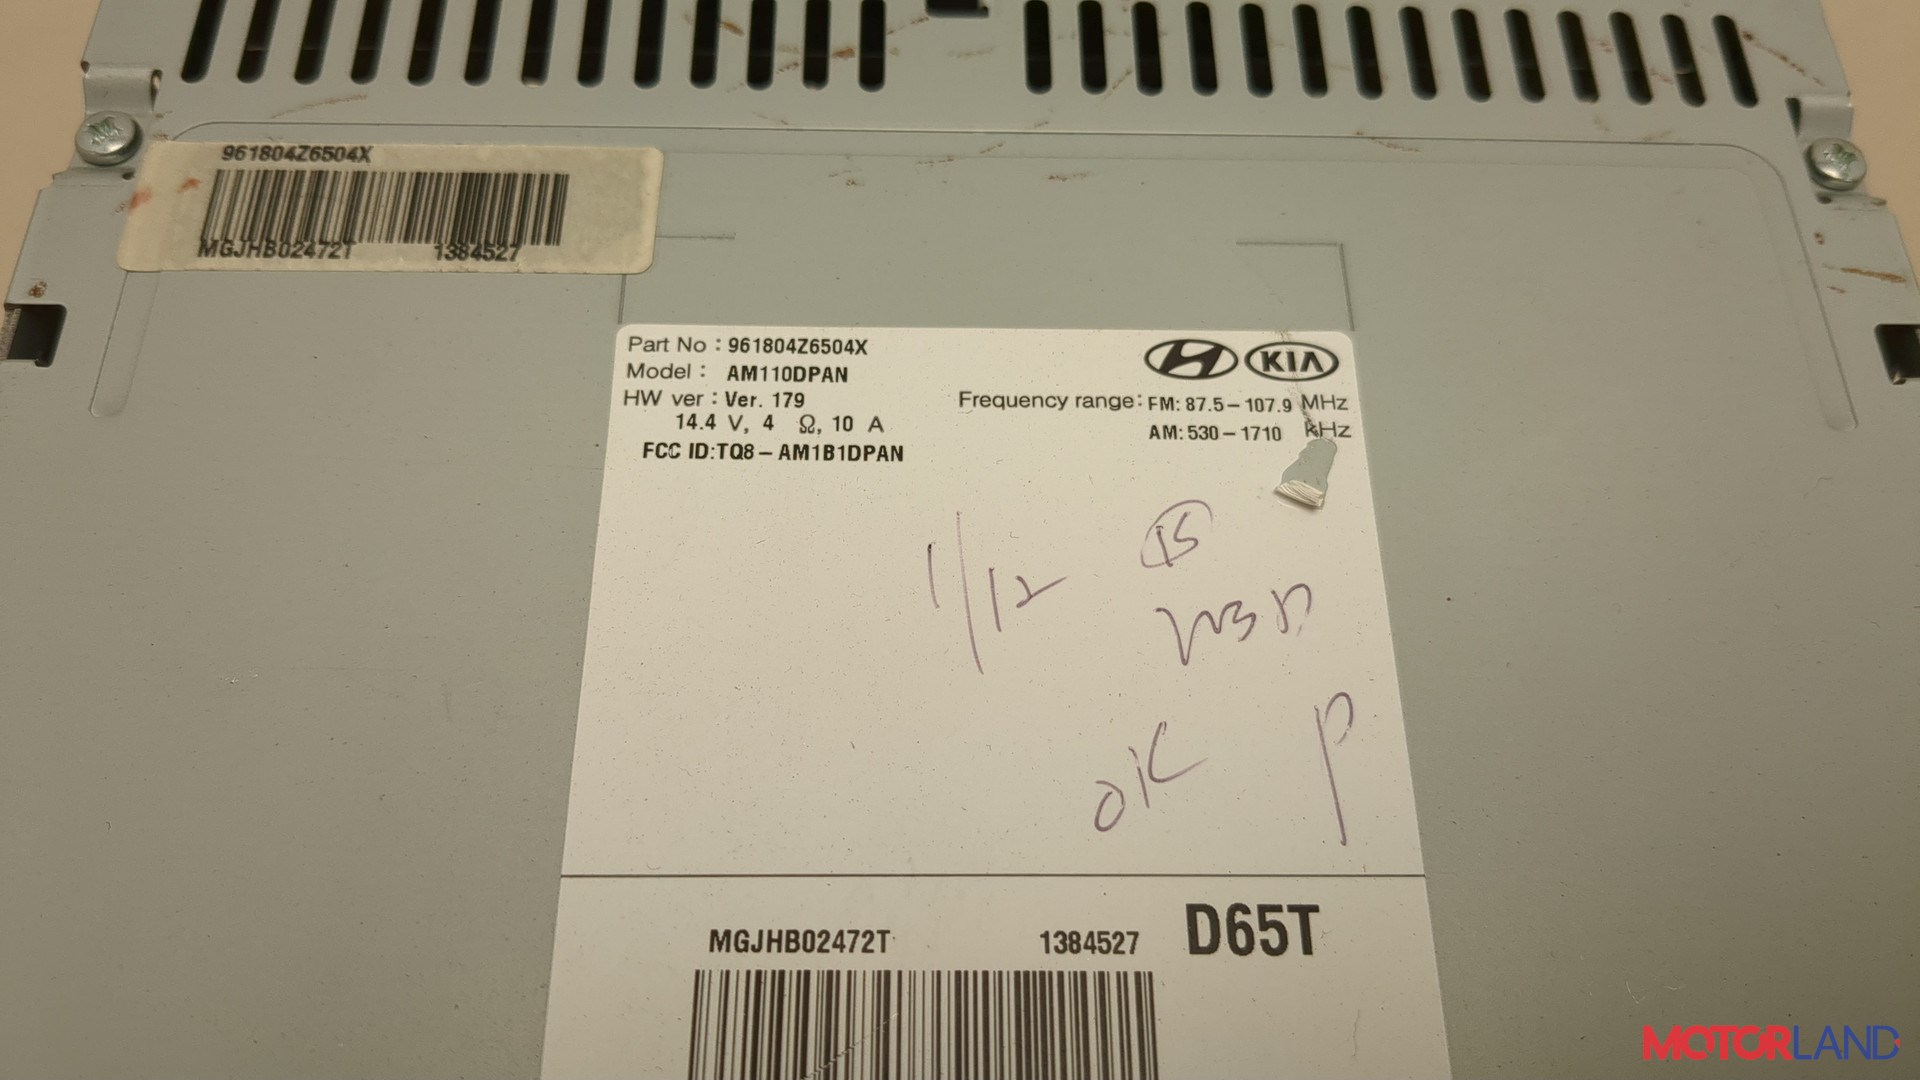 961804Z6504X
MGJHB02472T 1384527
Part No : 961804Z6504X
Model : AM110DPAN
HW ver : Ver. 179
14.4 V, 4 Ω, 10 A
FCC ID:TQ8-AM1B1DPAN
KIA
Frequency range: FM: 87.5-107.9 MHz
AM: 530-1710 kHz
1/12
OK P
MGJHB02472T 1384527 D65T
MOTORLAND